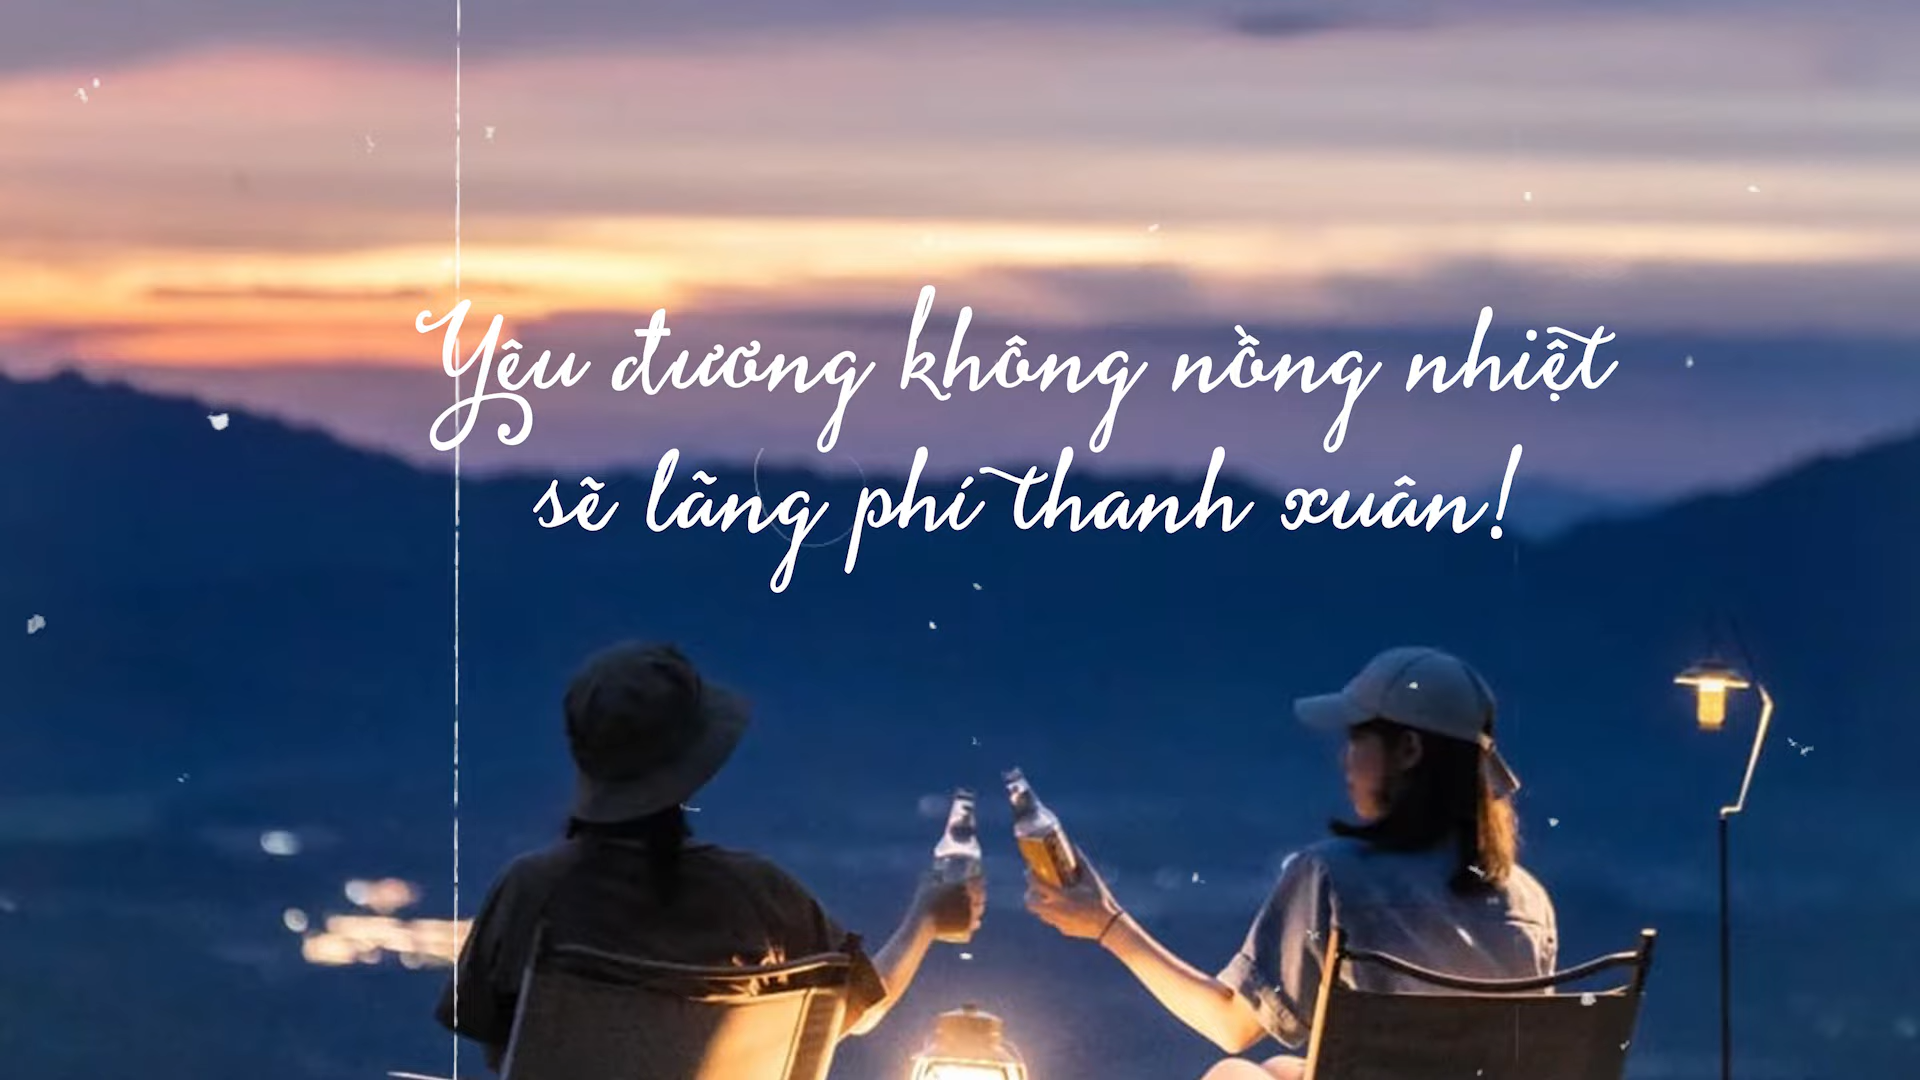 Yêu đương không nồng nhiệt
sẽ lãng phí thanh xuân!